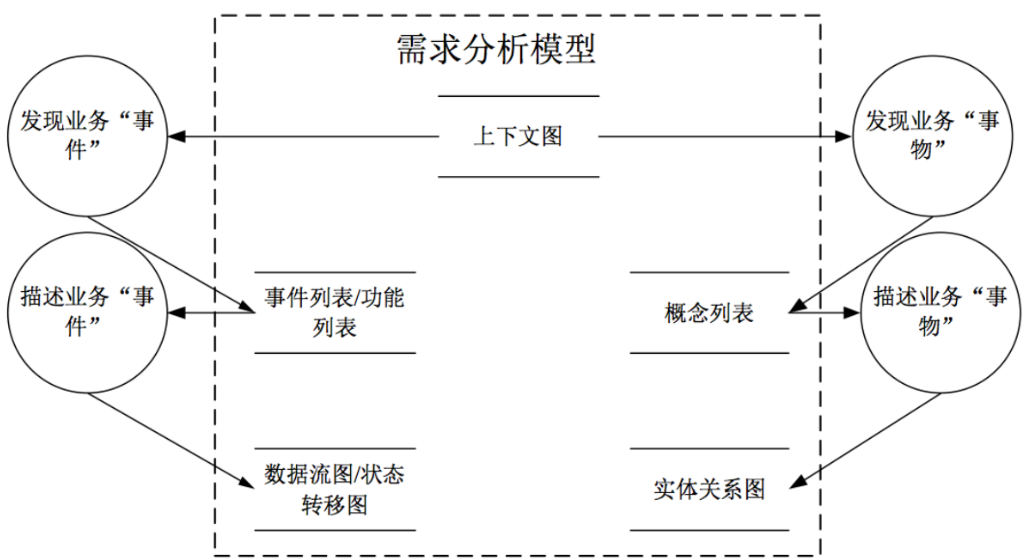 需求分析模型
发现业务“事
件”
上下文图
发现业务“事
物”
描述业务“事
件”
事件列表/功能
列表
概念列表
描述业务“事
物”
数据流图/状态
转移图
实体关系图